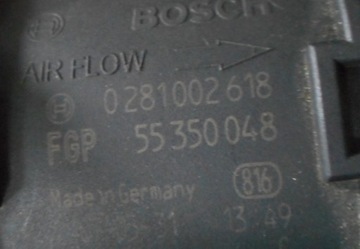 BOSCH
AIR FLOW
0 281 002 618
FGP 55 350 048
Made in Germany 816
13 49